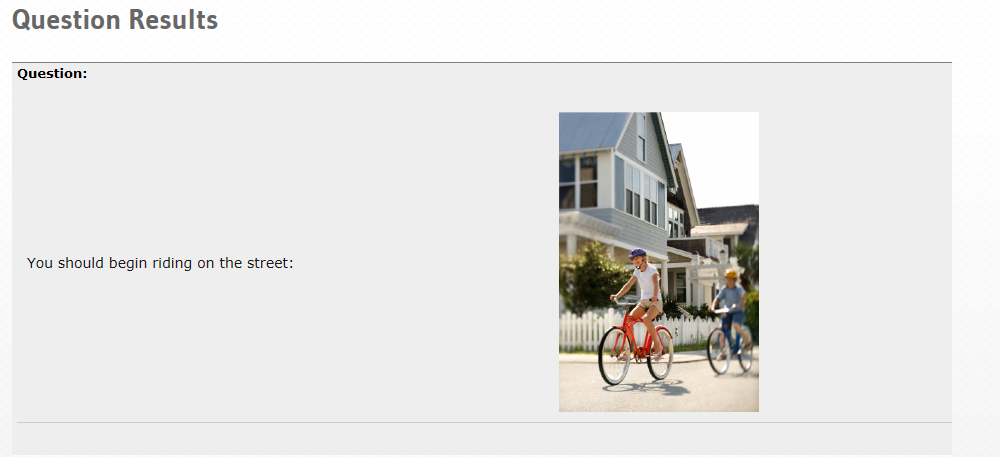 Question Results
Question:
You should begin riding on the street: